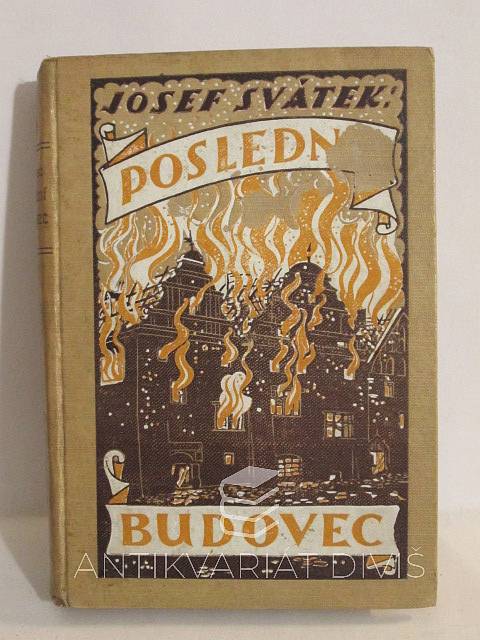 JOSEF SVÁTEK:
POSLEDN
BUDOVEC
ANTIKVARIÁT DIVIŠ